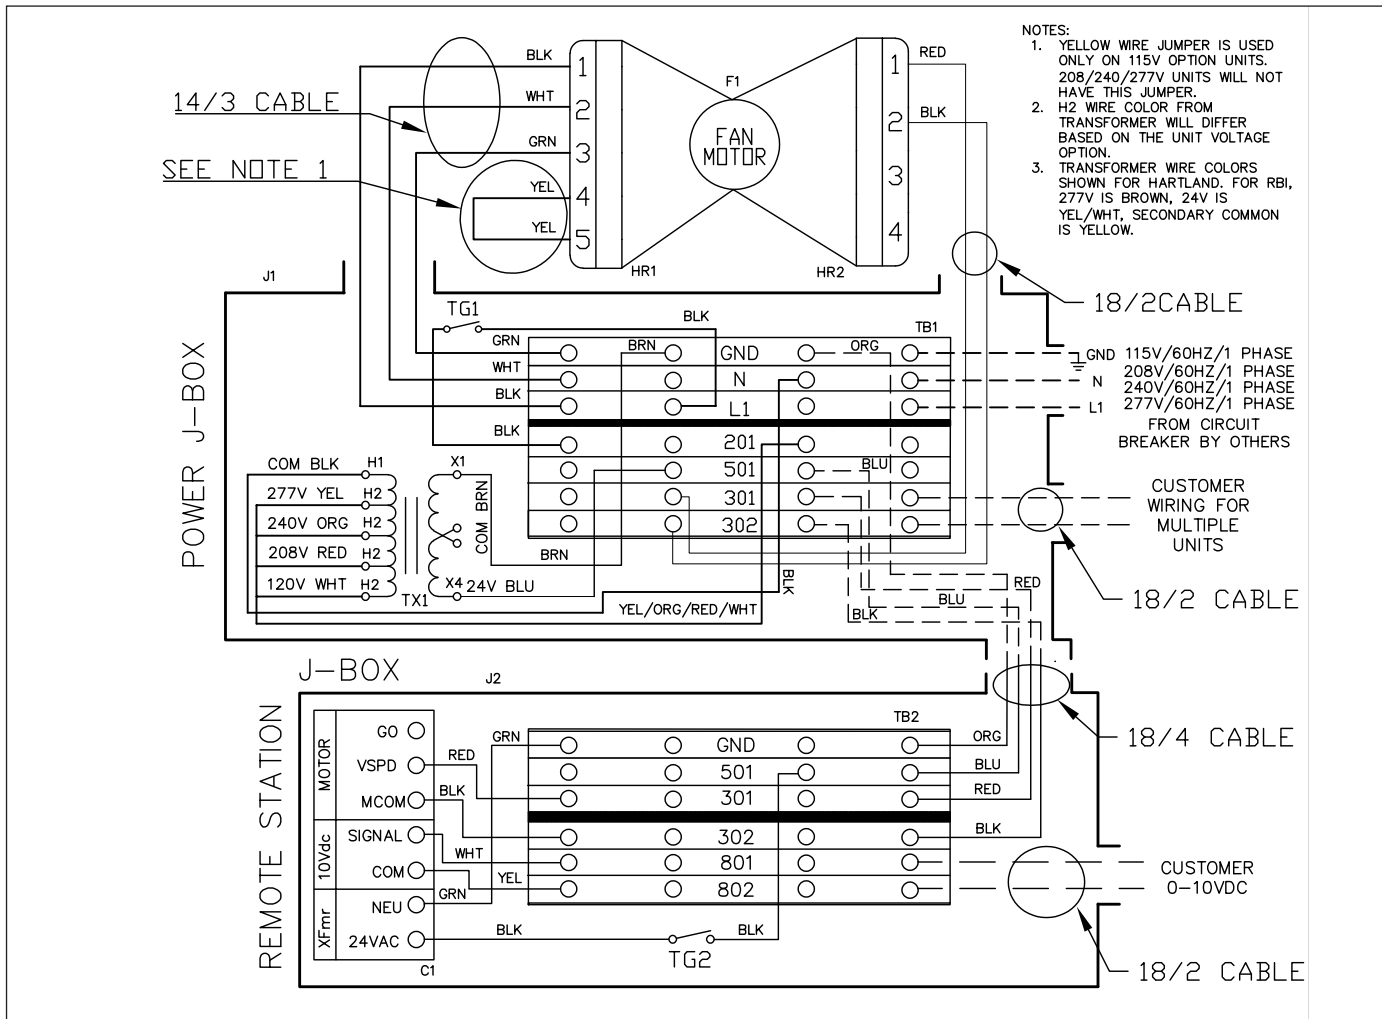 NOTES:
1. YELLOW WIRE JUMPER IS USED
ONLY ON 115V OPTION UNITS.
208/240/277V UNITS WILL NOT
HAVE THIS JUMPER.
2. H2 WIRE COLOR FROM
TRANSFORMER WILL DIFFER
BASED ON THE UNIT VOLTAGE
OPTION.
3. TRANSFORMER WIRE COLORS
SHOWN FOR HARTLAND. FOR RBI,
277V IS BROWN, 24V IS
YEL/WHT, SECONDARY COMMON
IS YELLOW.
14/3 CABLE
SEE NOTE 1
BLK 1
WHT 2
GRN 3
YEL 4
YEL 5
HR1
F1
FAN
MOTOR
HR2
1 RED
2 BLK
3
4
18/2CABLE
J1
POWER J-BOX
TG1
BLK
TB1
GRN BRN GND ORG
WHT N
BLK L1
BLK 201
501 BLU
301
302
GND 115V/60HZ/1 PHASE
208V/60HZ/1 PHASE
N 240V/60HZ/1 PHASE
L1 277V/60HZ/1 PHASE
FROM CIRCUIT
BREAKER BY OTHERS
CUSTOMER
WIRING FOR
MULTIPLE
UNITS
18/2 CABLE
COM BLK H1
277V YEL H2
240V ORG H2
208V RED H2
120V WHT H2
TX1
X1
COM BRN
X4 24V BLU
BRN
YEL/ORG/RED/WHT
BLK
RED
BLU
BLK
18/4 CABLE
J-BOX
REMOTE STATION
J2
MOTOR
GO
VSPD RED
MCOM BLK
10Vdc
SIGNAL WHT
COM YEL
XFmr
NEU GRN
24VAC BLK
C1
TG2
BLK
TB2
GRN GND ORG
501 BLU
301 RED
302 BLK
801
802
CUSTOMER
0-10VDC
18/2 CABLE